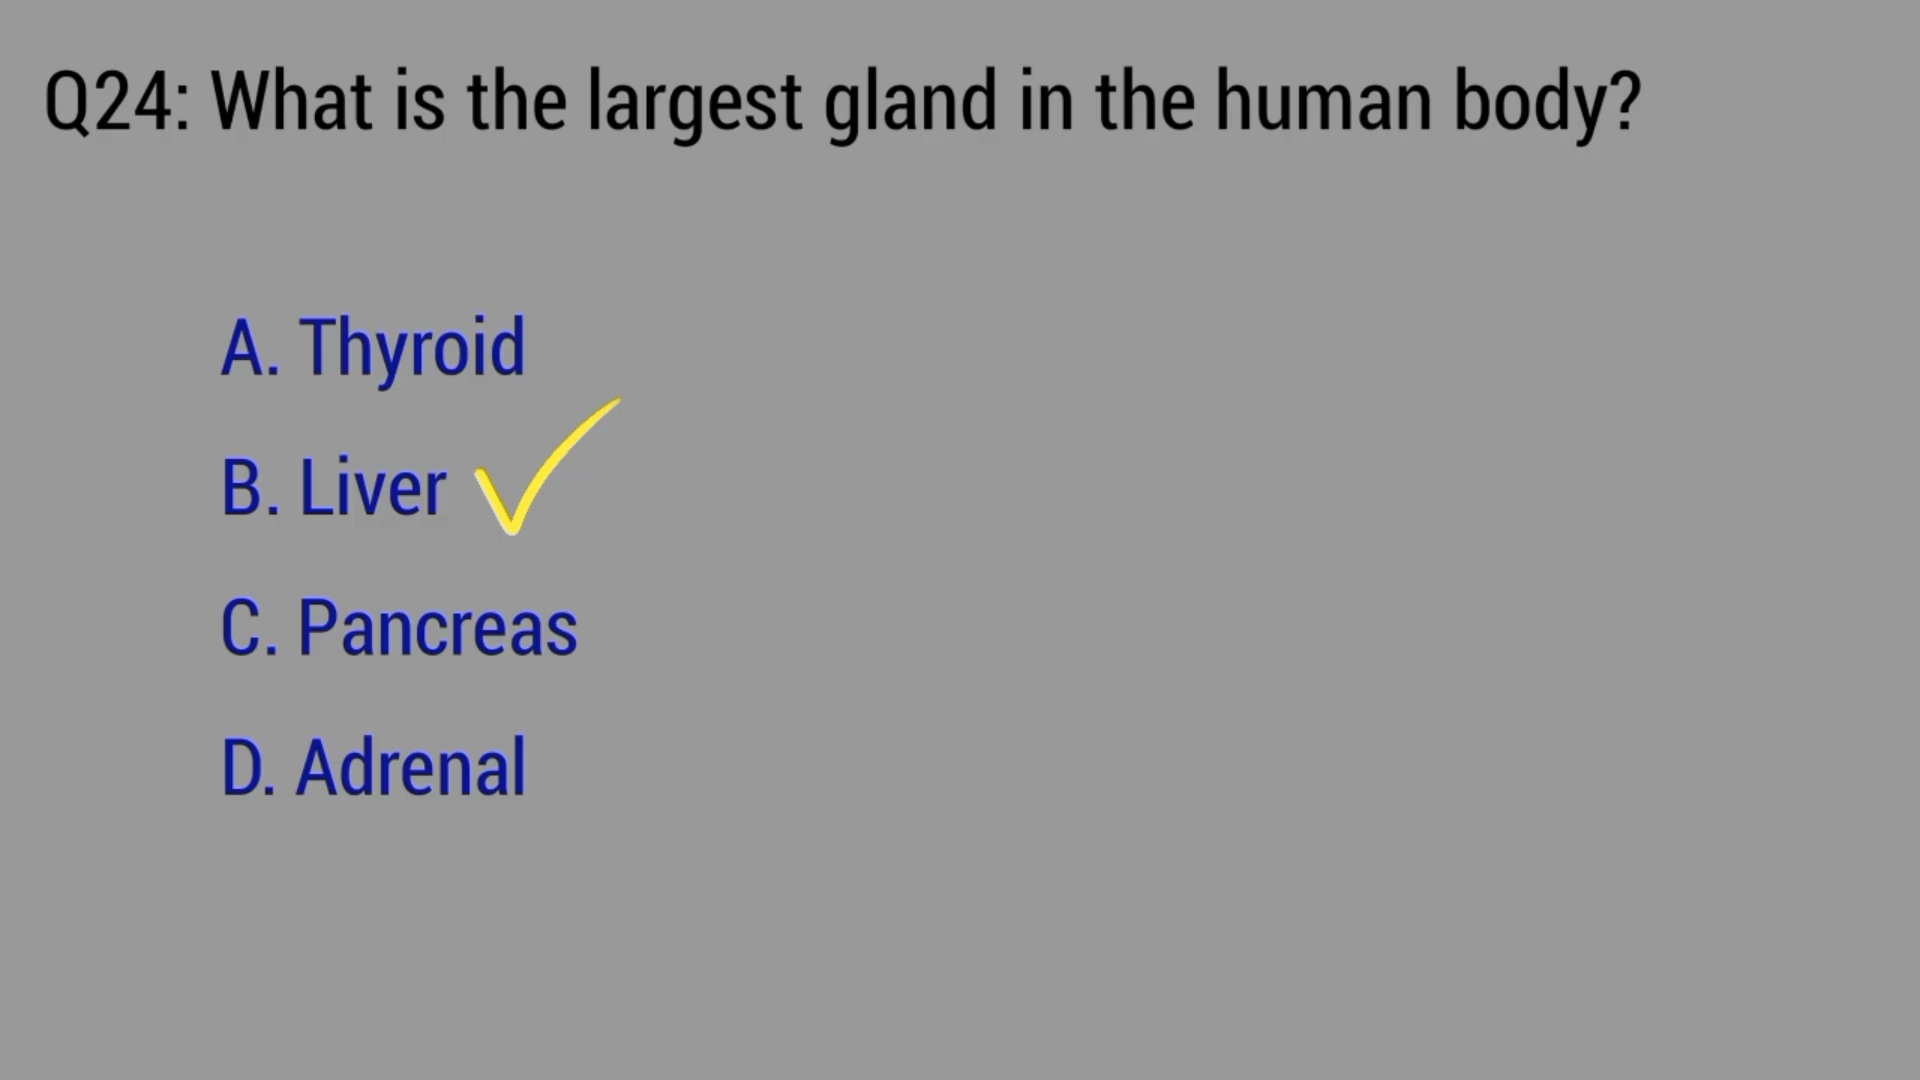 Q24: What is the largest gland in the human body?
A. Thyroid
B. Liver
C. Pancreas
D. Adrenal